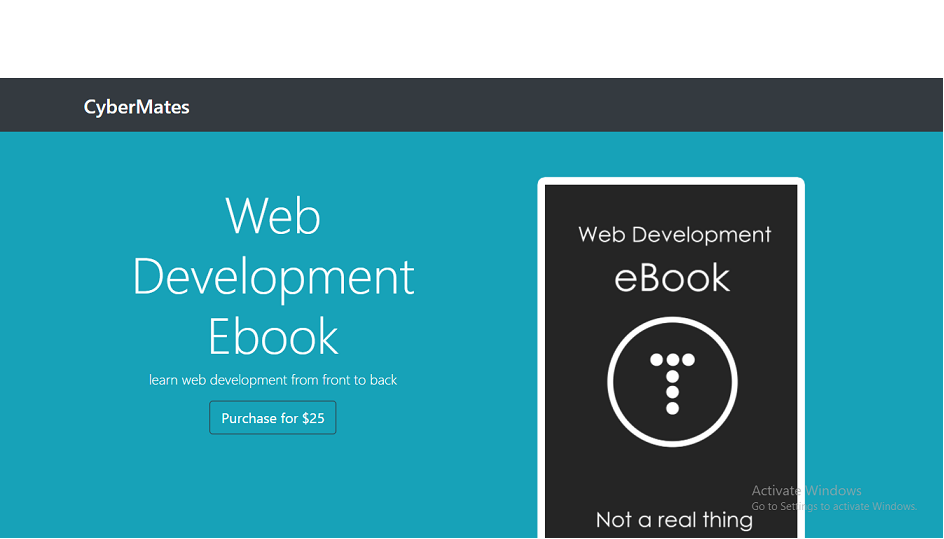 CyberMates
Web
Development
Ebook
learn web development from front to back
Purchase for $25
Web Development
eBook
T
Not a real thing
Activate Windows
Go to Settings to activate Windows.